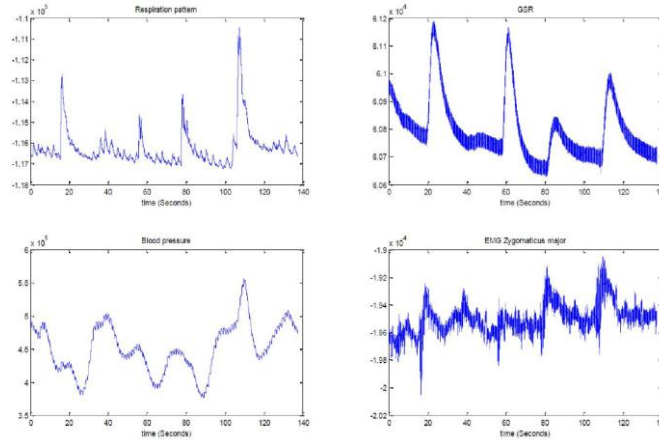 Respiration pattern
x 10⁵
-1.1
-1.11
-1.12
-1.13
-1.14
-1.15
-1.16
-1.17
-1.18
0 20 40 60 80 100 120 140
time (Seconds)
GSR
x 10⁴
6.12
6.11
6.1
6.09
6.08
6.07
6.06
0 20 40 60 80 100 120
time (Seconds)
Blood pressure
x 10⁵
6
5.5
5
4.5
4
3.5
0 20 40 60 80 100 120 140
time (Seconds)
EMG Zygomaticus major
x 10⁴
-1.9
-1.92
-1.94
-1.96
-1.98
-2
-2.02
0 20 40 60 80 100 120
time (Seconds)